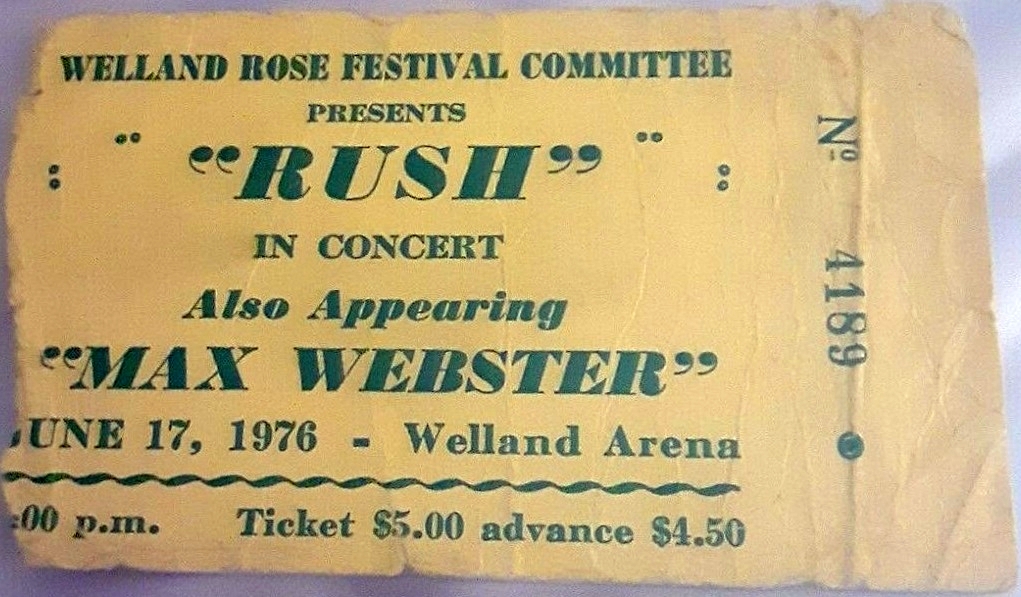 WELLAND ROSE FESTIVAL COMMITTEE
PRESENTS
“RUSH”
IN CONCERT
Also Appearing
“MAX WEBSTER”
JUNE 17, 1976 - Welland Arena
:00 p.m. Ticket $5.00 advance $4.50
Nº 4189